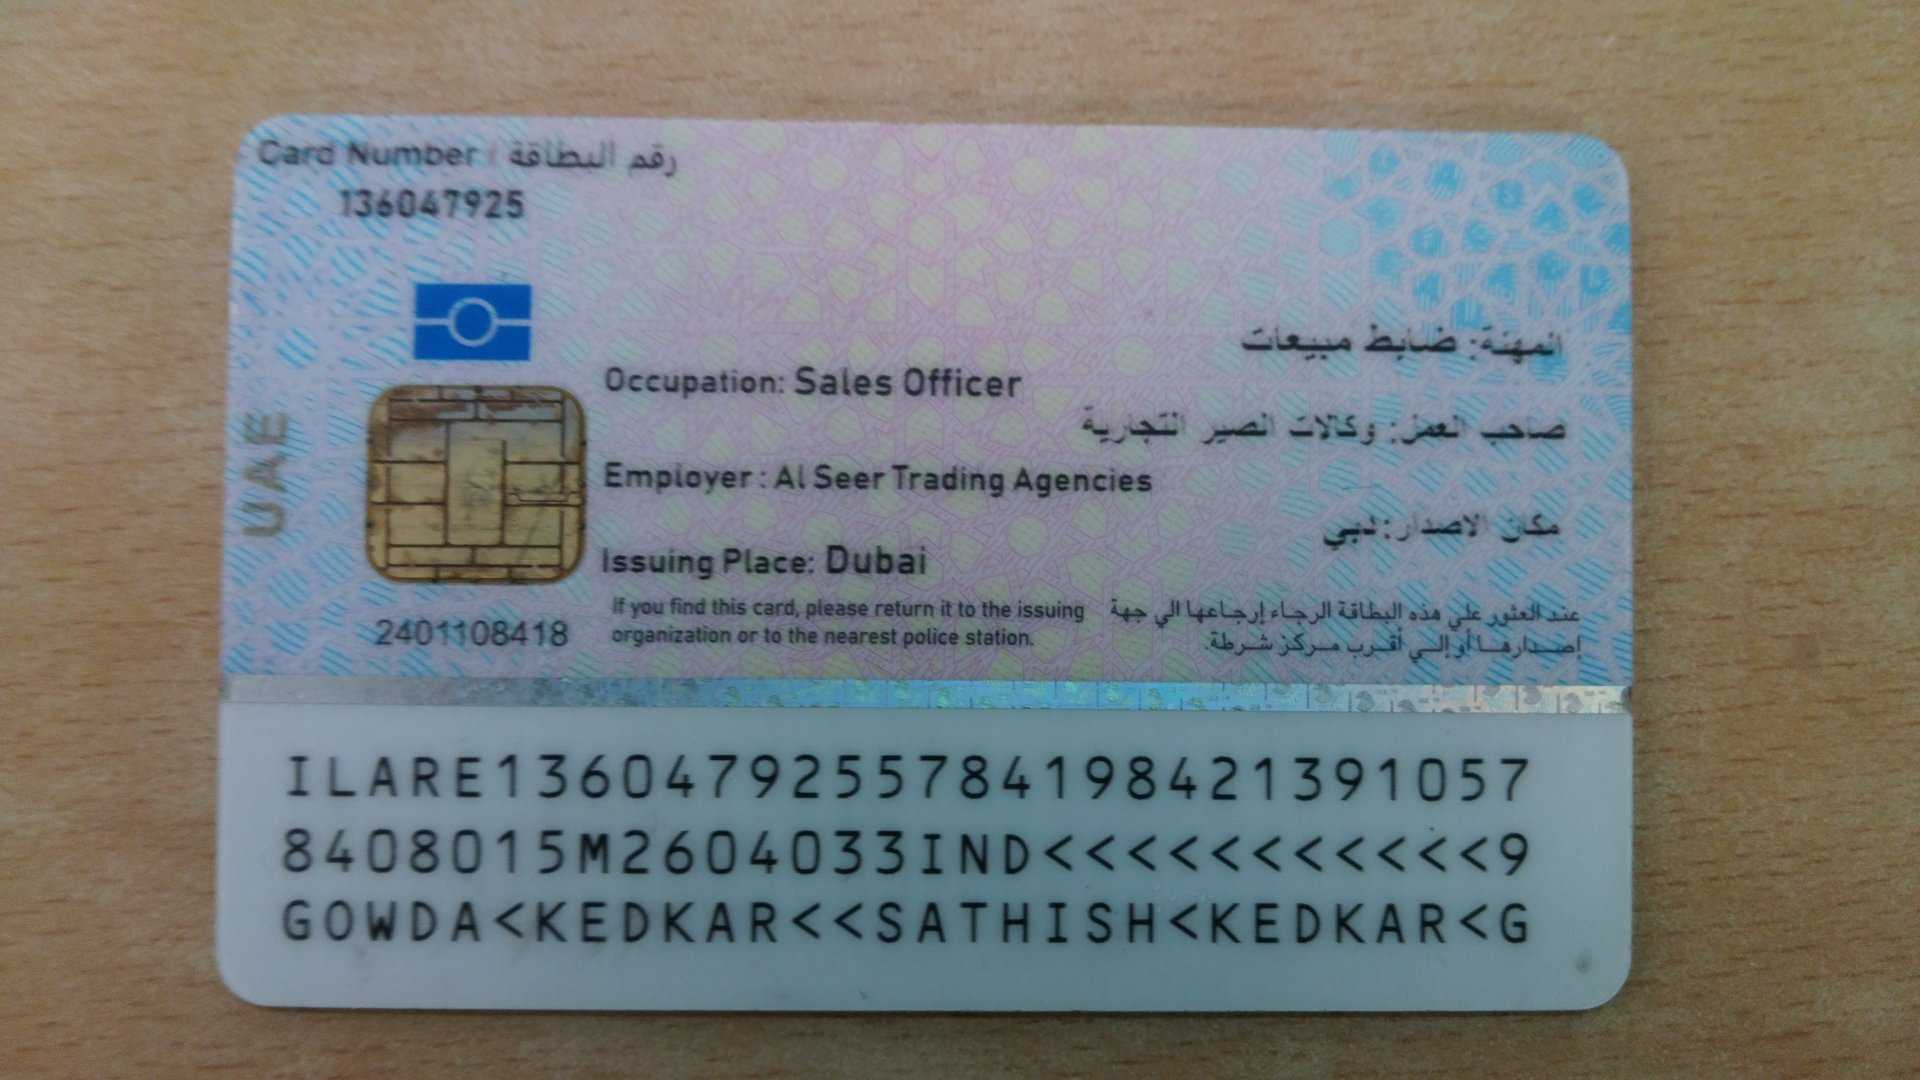 Card Number / رقم البطاقة
136047925
المهنة: ضابط مبيعات
Occupation: Sales Officer
صاحب العمل: وكالات الصير التجارية
Employer : Al Seer Trading Agencies
مكان الاصدار: دبي
Issuing Place: Dubai
UAE
2401108418
If you find this card, please return it to the issuing
organization or to the nearest police station.
عند العثور علي هذه البطاقة الرجاء إرجاعها الي جهة
إصدارها أو إلي أقرب مركز شرطة.
ILARE1360479255784198421391057
8408015M2604033IND<<<<<<<<<<<9
GOWDA<KEDKAR<<SATHISH<KEDKAR<G